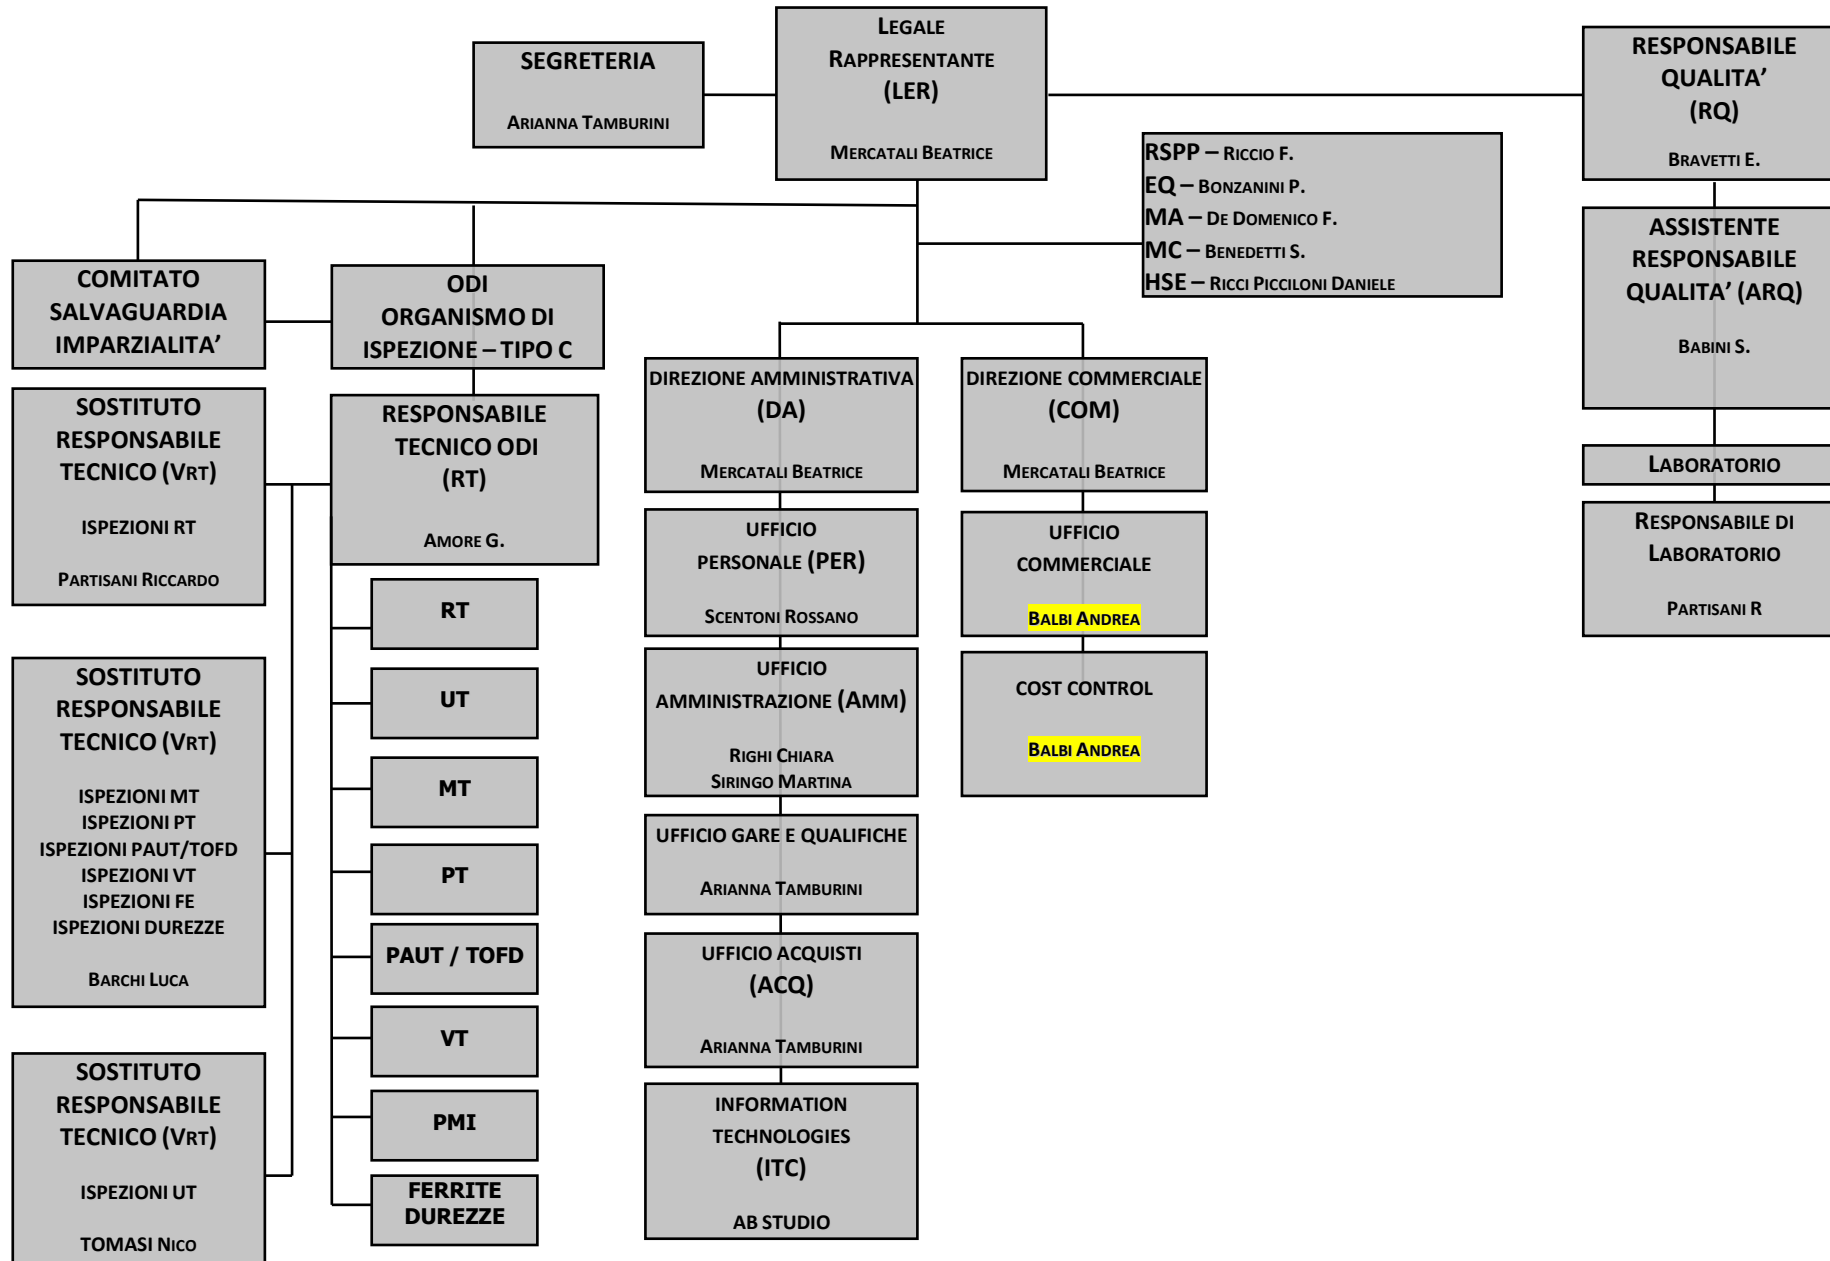 SEGRETERIA
ARIANNA TAMBURINI
LEGALE
RAPPRESENTANTE
(LER)
MERCATALI BEATRICE
RESPONSABILE
QUALITA’
(RQ)
BRAVETTI E.
RSPP – RICCIO F.
EQ – BONZANINI P.
MA – DE DOMENICO F.
MC – BENEDETTI S.
HSE – RICCI PICCILONI DANIELE
ASSISTENTE
RESPONSABILE
QUALITA’ (ARQ)
BABINI S.
LABORATORIO
RESPONSABILE DI
LABORATORIO
PARTISANI R
COMITATO
SALVAGUARDIA
IMPARZIALITA’
ODI
ORGANISMO DI
ISPEZIONE – TIPO C
SOSTITUTO
RESPONSABILE
TECNICO (VRT)
ISPEZIONI RT
PARTISANI RICCARDO
RESPONSABILE
TECNICO ODI
(RT)
AMORE G.
SOSTITUTO
RESPONSABILE
TECNICO (VRT)
ISPEZIONI MT
ISPEZIONI PT
ISPEZIONI PAUT/TOFD
ISPEZIONI VT
ISPEZIONI FE
ISPEZIONI DUREZZE
BARCHI LUCA
SOSTITUTO
RESPONSABILE
TECNICO (VRT)
ISPEZIONI UT
TOMASI NICO
RT
UT
MT
PT
PAUT / TOFD
VT
PMI
FERRITE
DUREZZE
DIREZIONE AMMINISTRATIVA
(DA)
MERCATALI BEATRICE
UFFICIO
PERSONALE (PER)
SCENTONI ROSSANO
UFFICIO
AMMINISTRAZIONE (AMM)
RIGHI CHIARA
SIRINGO MARTINA
UFFICIO GARE E QUALIFICHE
ARIANNA TAMBURINI
UFFICIO ACQUISTI
(ACQ)
ARIANNA TAMBURINI
INFORMATION
TECHNOLOGIES
(ITC)
AB STUDIO
DIREZIONE COMMERCIALE
(COM)
MERCATALI BEATRICE
UFFICIO
COMMERCIALE
BALBI ANDREA
COST CONTROL
BALBI ANDREA